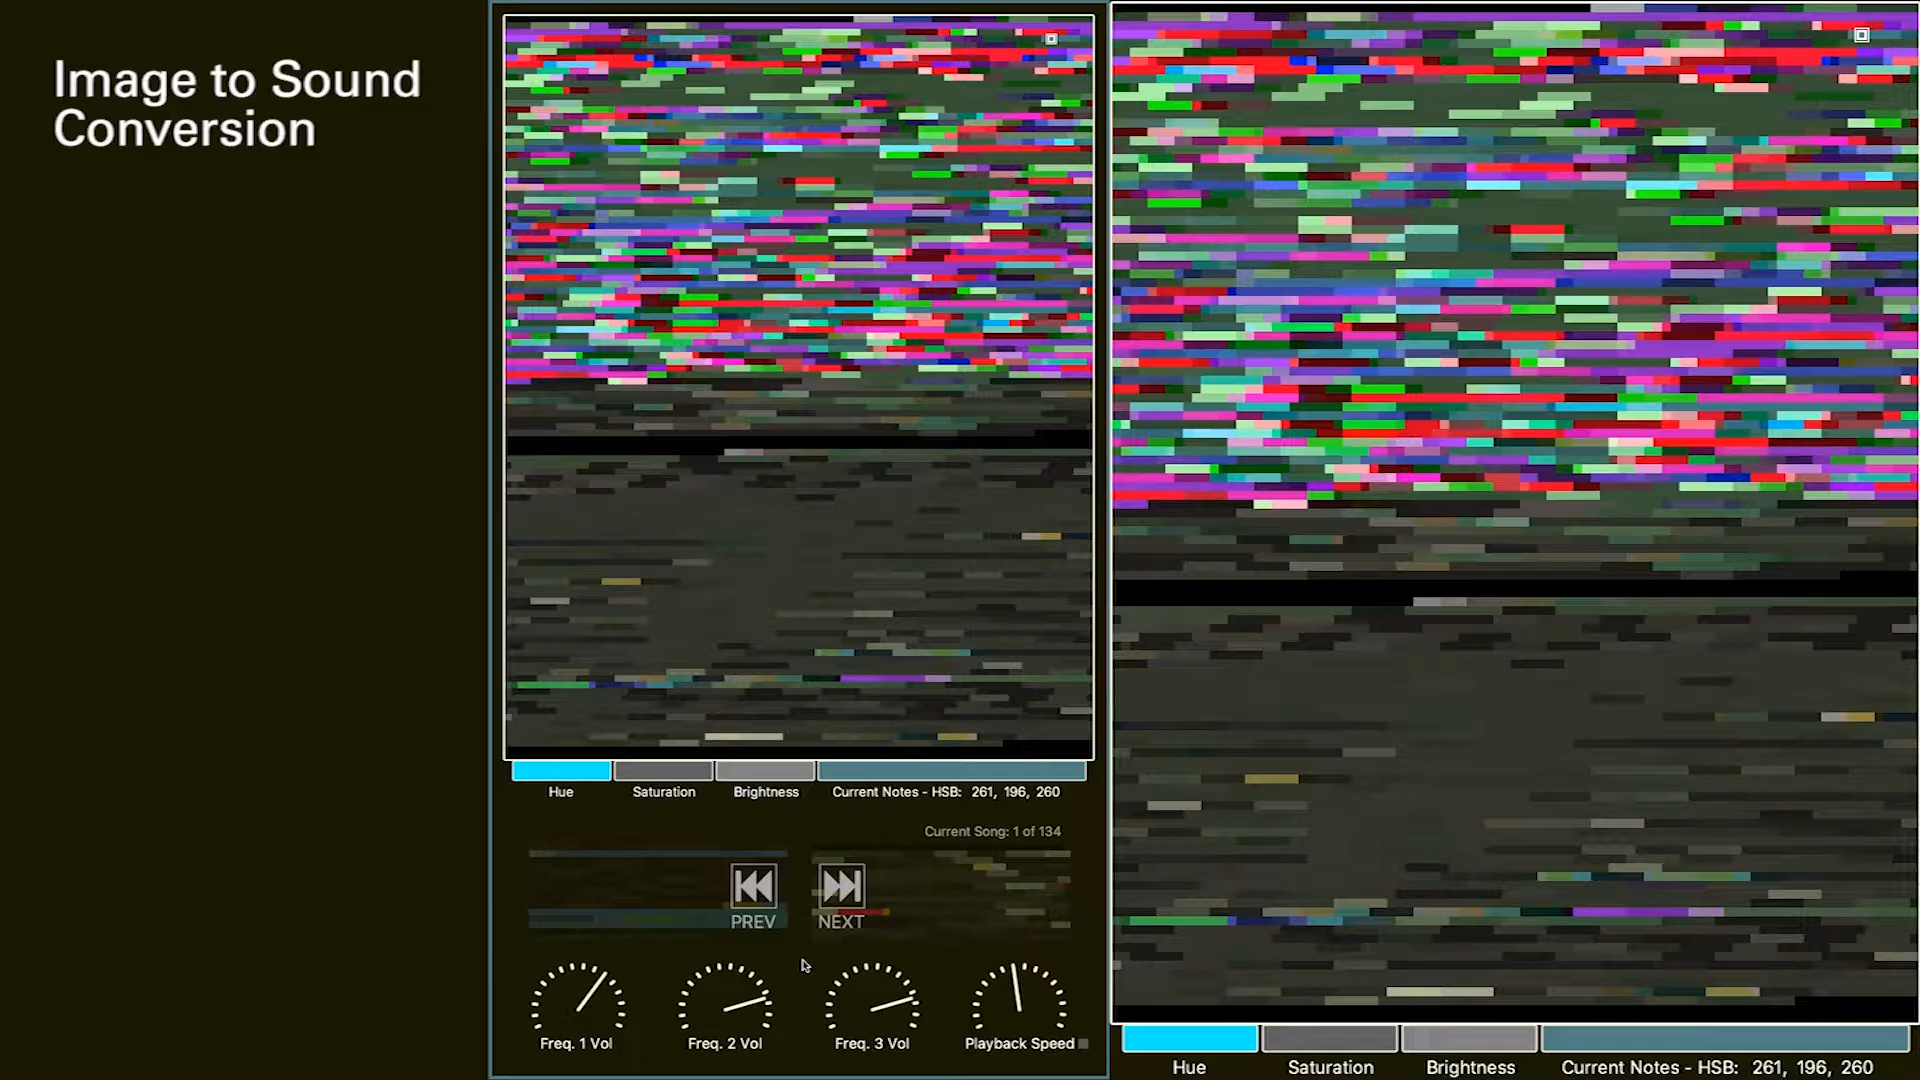 Image to Sound
Conversion
Hue
Saturation
Brightness
Current Notes - HSB: 261, 196, 260
Current Song: 1 of 134
PREV
NEXT
Freq. 1 Vol
Freq. 2 Vol
Freq. 3 Vol
Playback Speed
Hue
Saturation
Brightness
Current Notes - HSB: 261, 196, 260